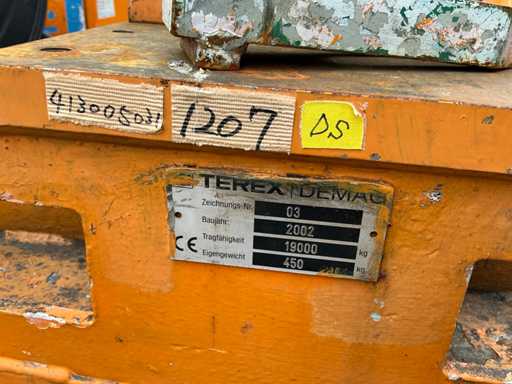 413005031
1207
DS
TEREX DEMAG
Zeichnungs-Nr. 03
Baujahr: 2002
Tragfähigkeit 19000 kg
Eigengewicht 450 kg
CE